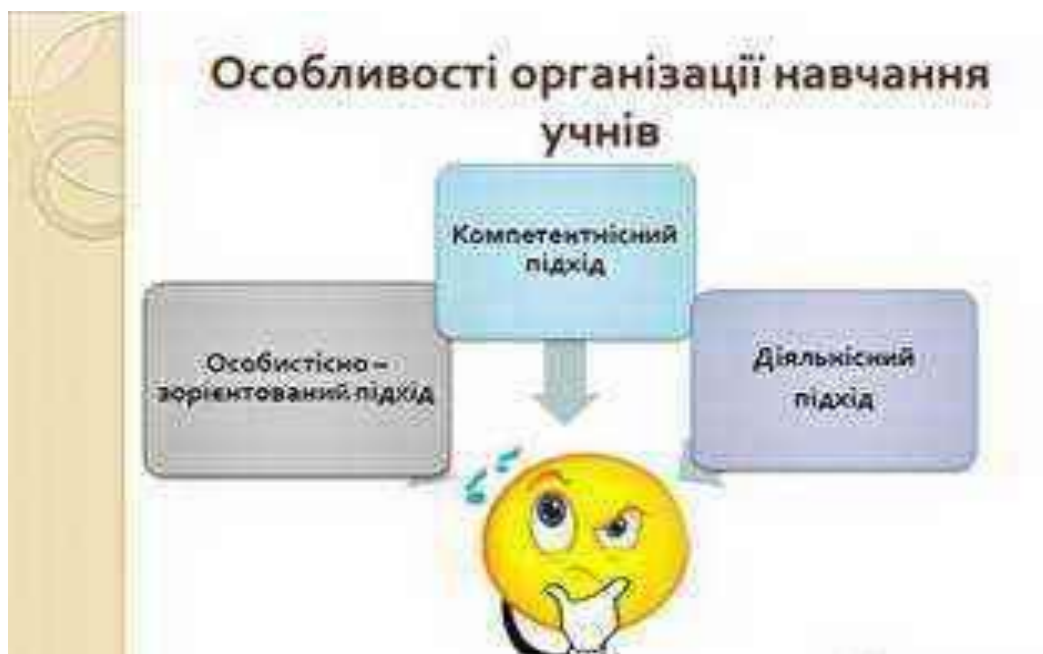 Особливості організації навчання
учнів
Компетентнісний
підхід
Особистісно –
зорієнтований підхід
Діяльнісний
підхід